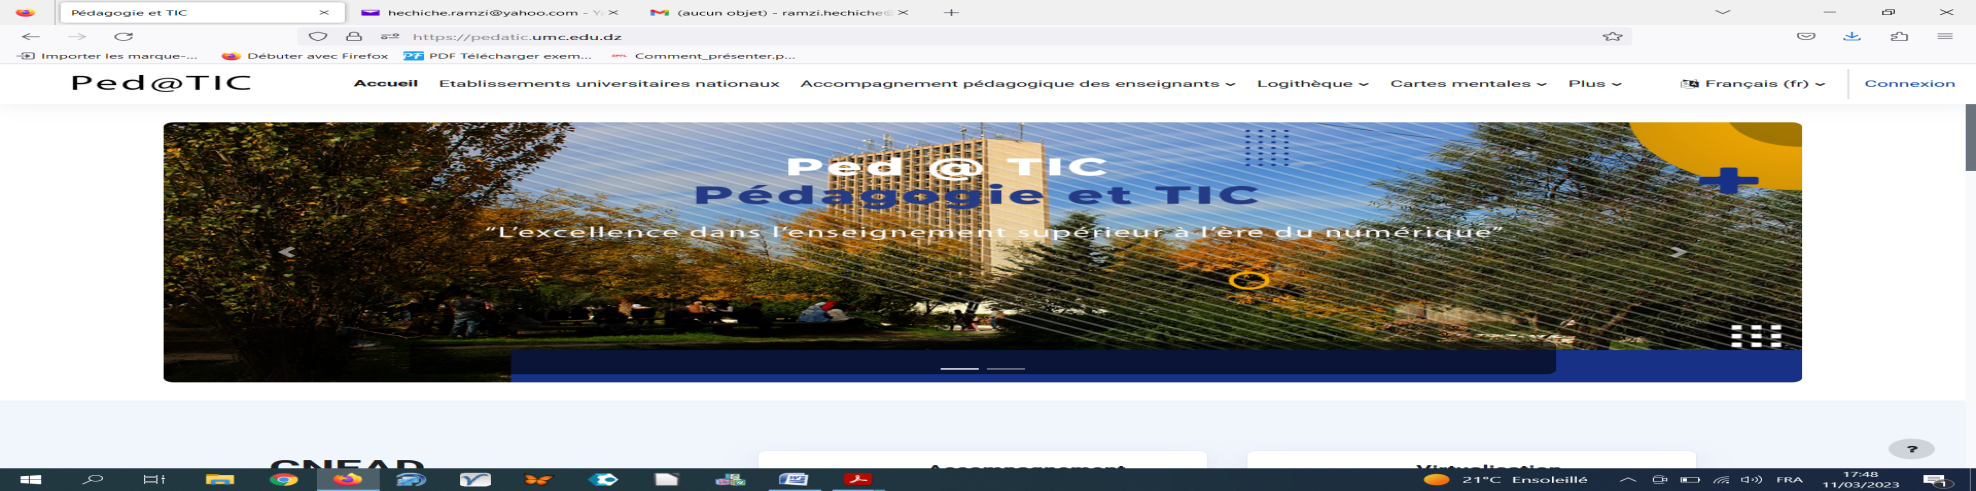 Pédagogie et TIC
hechiche.ramzi@yahoo.com - Y
(aucun objet) - ramzi.hechiche
https://pedatic.umc.edu.dz
Importer les marque-...
Débuter avec Firefox
PDF Télécharger exem...
Comment_présenter.p...
Ped@TIC
Accueil
Etablissements universitaires nationaux
Accompagnement pédagogique des enseignants
Logithèque
Cartes mentales
Plus
Français (fr)
Connexion
Ped @ TIC
Pédagogie et TIC
“L'excellence dans l'enseignement supérieur à l'ère du numérique”
CNEAD
Accompagnement
Virtualisation
?
21°C Ensoleillé
FRA
17:48
11/03/2023